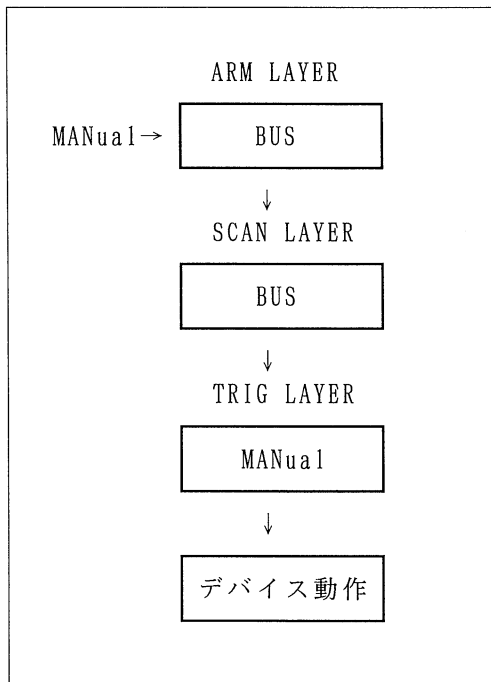 ARM LAYER
MANual→ BUS
↓
SCAN LAYER
BUS
↓
TRIG LAYER
MANual
↓
デバイス動作